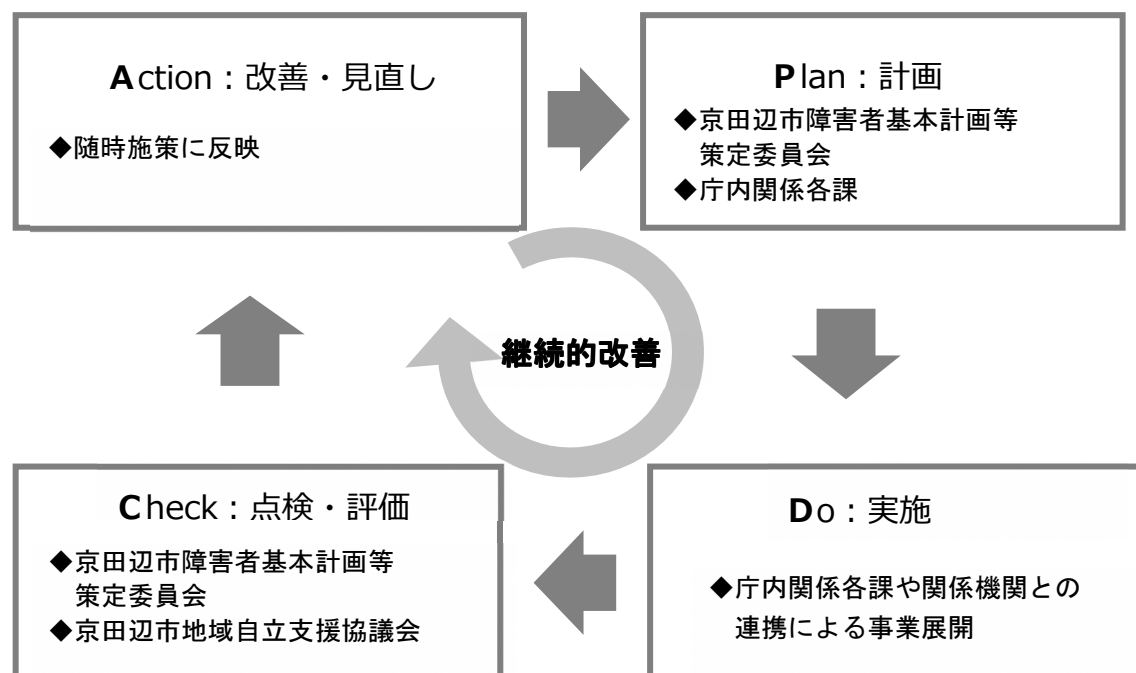 Action：改善・見直し
◆随時施策に反映
Plan：計画
◆京田辺市障害者基本計画等
策定委員会
◆庁内関係各課
継続的改善
Check：点検・評価
◆京田辺市障害者基本計画等
策定委員会
◆京田辺市地域自立支援協議会
Do：実施
◆庁内関係各課や関係機関との
連携による事業展開